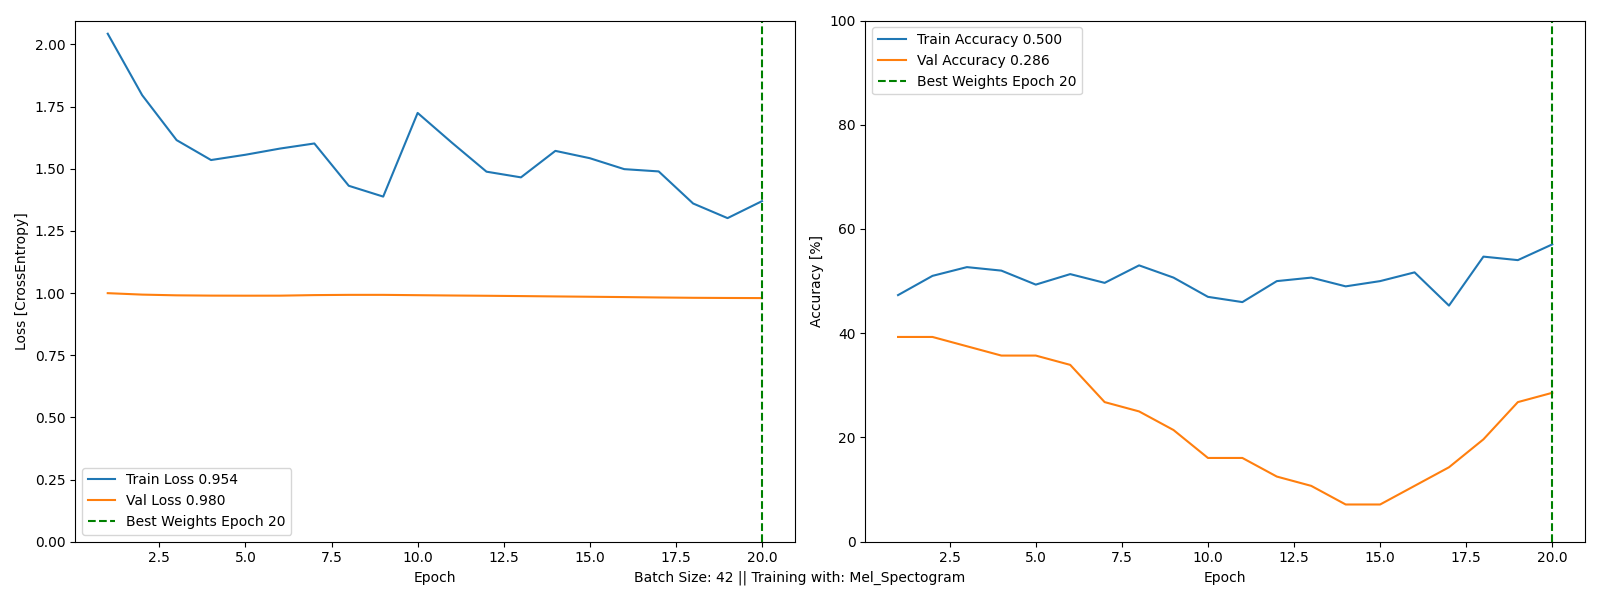 2.00
1.75
1.50
1.25
1.00
0.75
0.50
0.25
0.00
Loss [CrossEntropy]
Train Loss 0.954
Val Loss 0.980
Best Weights Epoch 20
2.5 5.0 7.5 10.0 12.5 15.0 17.5 20.0
Epoch
100
80
60
40
20
0
Accuracy [%]
Train Accuracy 0.500
Val Accuracy 0.286
Best Weights Epoch 20
2.5 5.0 7.5 10.0 12.5 15.0 17.5 20.0
Epoch
Batch Size: 42 || Training with: Mel_Spectogram